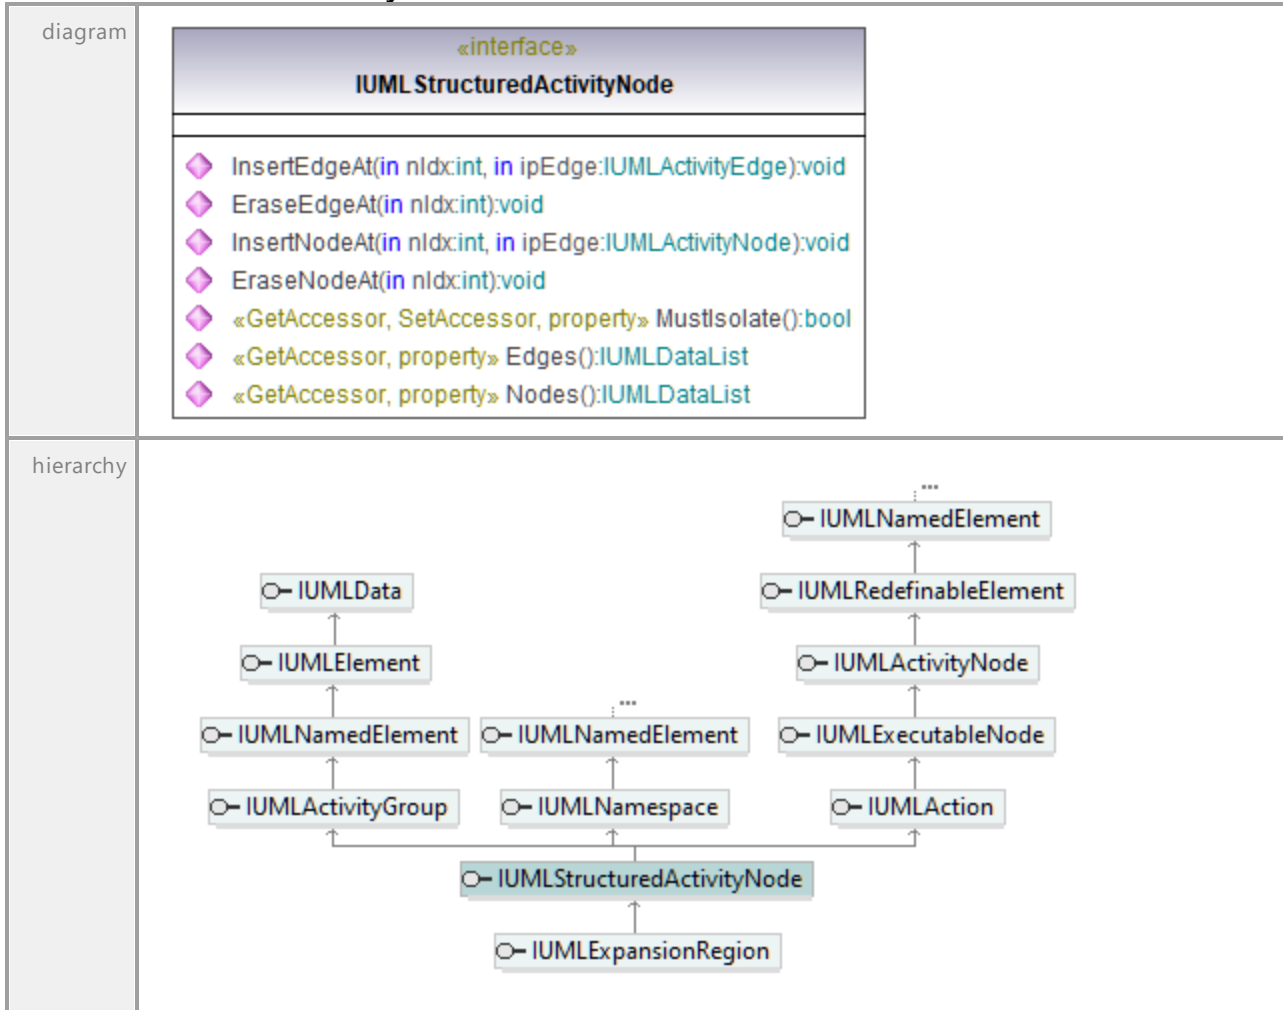 diagram
«interface»
IUMLStructuredActivityNode
InsertEdgeAt(in nIdx:int, in ipEdge:IUMLActivityEdge):void
EraseEdgeAt(in nIdx:int):void
InsertNodeAt(in nIdx:int, in ipEdge:IUMLActivityNode):void
EraseNodeAt(in nIdx:int):void
«GetAccessor, SetAccessor, property» MustIsolate():bool
«GetAccessor, property» Edges():IUMLDataList
«GetAccessor, property» Nodes():IUMLDataList
hierarchy
...
IUMLNamedElement
IUMLData
IUMLRedefinableElement
IUMLElement
IUMLActivityNode
...
IUMLNamedElement
IUMLNamedElement
IUMLExecutableNode
IUMLActivityGroup
IUMLNamespace
IUMLAction
IUMLStructuredActivityNode
IUMLExpansionRegion